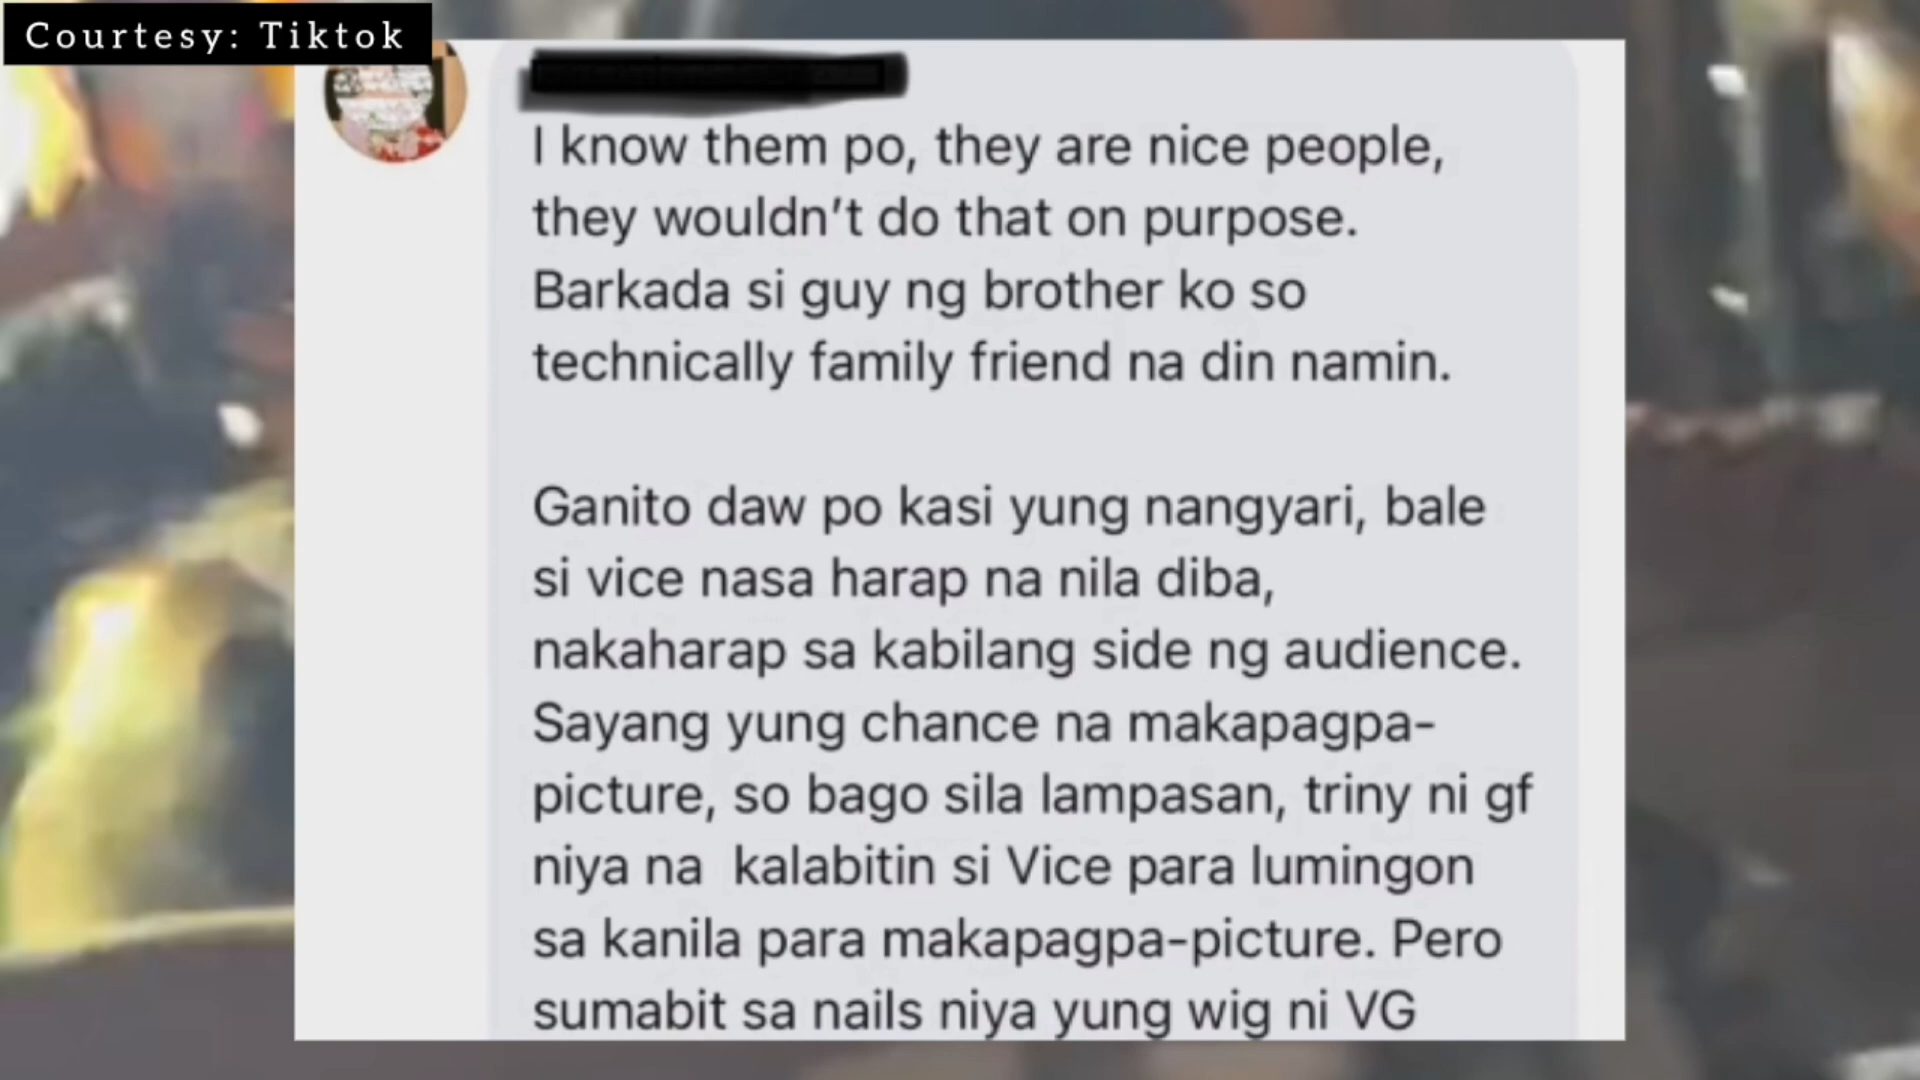 Courtesy: Tiktok
I know them po, they are nice people,
they wouldn't do that on purpose.
Barkada si guy ng brother ko so
technically family friend na din namin.
Ganito daw po kasi yung nangyari, bale
si vice nasa harap na nila diba,
nakaharap sa kabilang side ng audience.
Sayang yung chance na makapagpa-
picture, so bago sila lampasan, triny ni gf
niya na kalabitin si Vice para lumingon
sa kanila para makapagpa-picture. Pero
sumabit sa nails niya yung wig ni VG